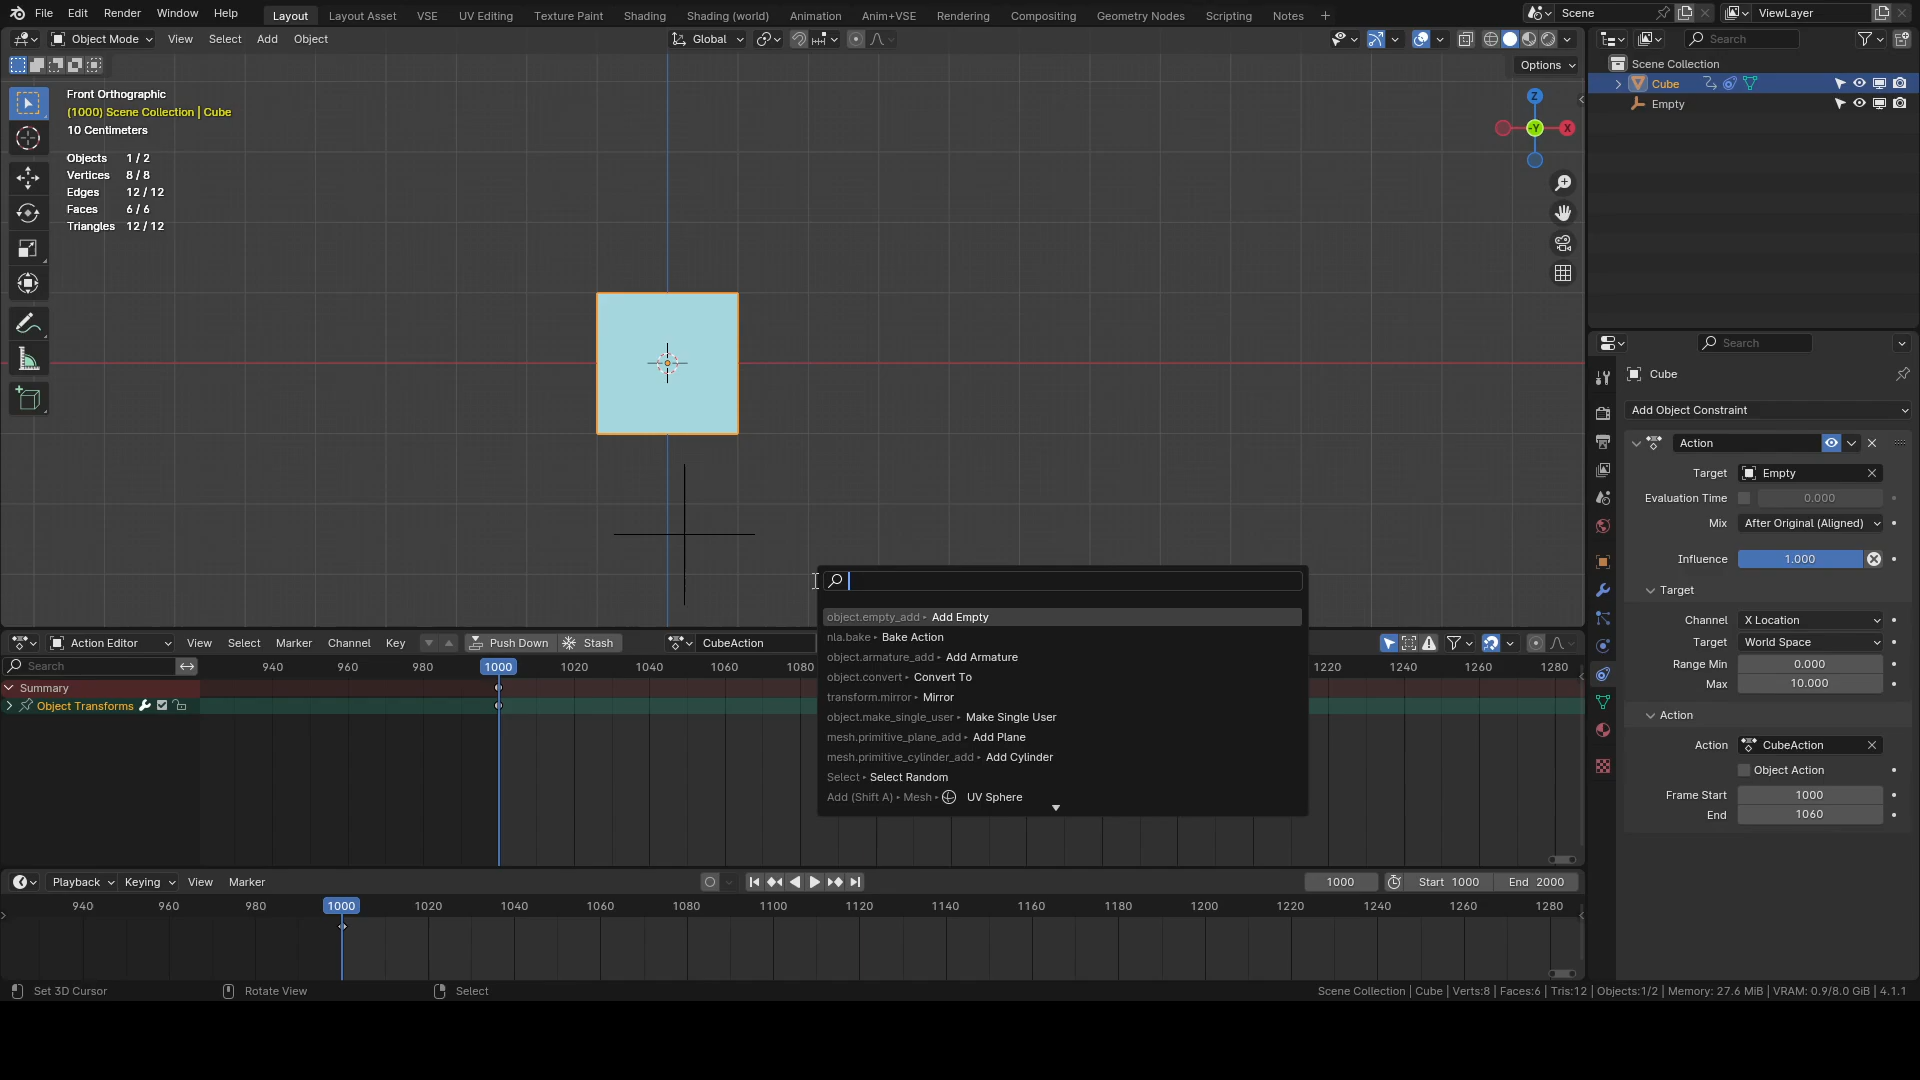 File Edit Render Window Help Layout Layout Asset VSE UV Editing Texture Paint Shading Shading (world) Animation Anim+VSE Rendering Compositing Geometry Nodes Scripting Notes + Scene ViewLayer
Object Mode View Select Add Object Global Search
Options
Front Orthographic
(1000) Scene Collection | Cube
10 Centimeters
Objects 1 / 2
Vertices 8 / 8
Edges 12 / 12
Faces 6 / 6
Triangles 12 / 12
Z
-Y
X
Scene Collection
Cube
Empty
Search
Cube
Add Object Constraint
Action
Target Empty
Evaluation Time 0.000
Mix After Original (Aligned)
Influence 1.000
Target
Channel X Location
Target World Space
Range Min 0.000
Max 10.000
Action
Action CubeAction
Object Action
Frame Start 1000
End 1060
object.empty_add Add Empty
nla.bake Bake Action
object.armature_add Add Armature
object.convert Convert To
transform.mirror Mirror
object.make_single_user Make Single User
mesh.primitive_plane_add Add Plane
mesh.primitive_cylinder_add Add Cylinder
Select Select Random
Add (Shift A) Mesh UV Sphere
Action Editor View Select Marker Channel Key Push Down Stash CubeAction
Search 940 960 980 1000 1020 1040 1060 1080 1220 1240 1260 1280
Summary
Object Transforms
Playback Keying View Marker 1000 Start 1000 End 2000
940 960 980 1000 1020 1040 1060 1080 1100 1120 1140 1160 1180 1200 1220 1240 1260 1280
Set 3D Cursor Rotate View Select Scene Collection | Cube | Verts:8 | Faces:6 | Tris:12 | Objects:1/2 | Memory: 27.6 MiB | VRAM: 0.9/8.0 GiB | 4.1.1